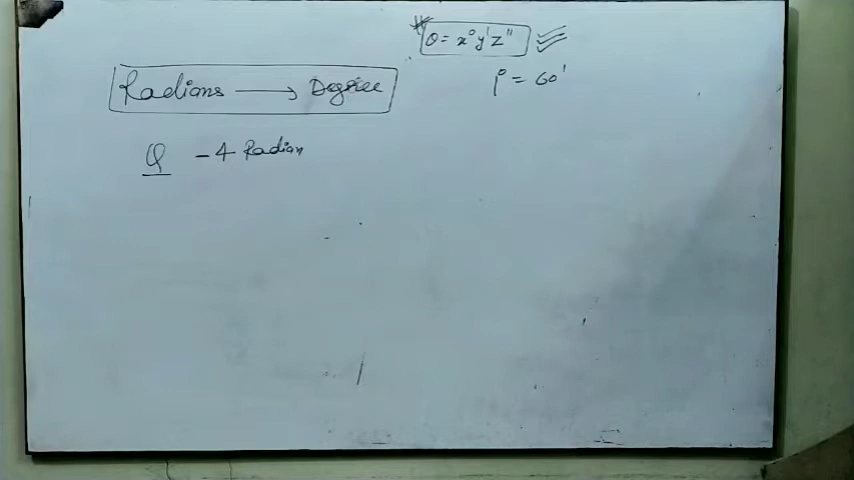 θ = x° y' z"
Radians → Degree
1° = 60'
Q - 4 Radian